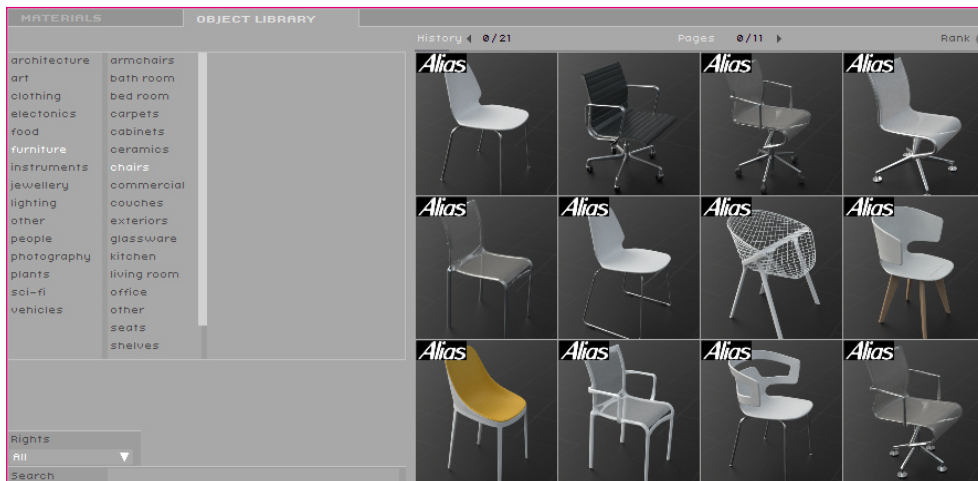 MATERIALS
OBJECT LIBRARY
History 0/21
Pages 0/11
Rank
architecture
art
clothing
electonics
food
furniture
instruments
jewellery
lighting
other
people
photography
plants
sci-fi
vehicles
armchairs
bath room
bed room
carpets
cabinets
ceramics
chairs
commercial
couches
exteriors
glassware
kitchen
living room
office
other
seats
shelves
Rights
All
Search
Alias
Alias
Alias
Alias
Alias
Alias
Alias
Alias
Alias
Alias
Alias